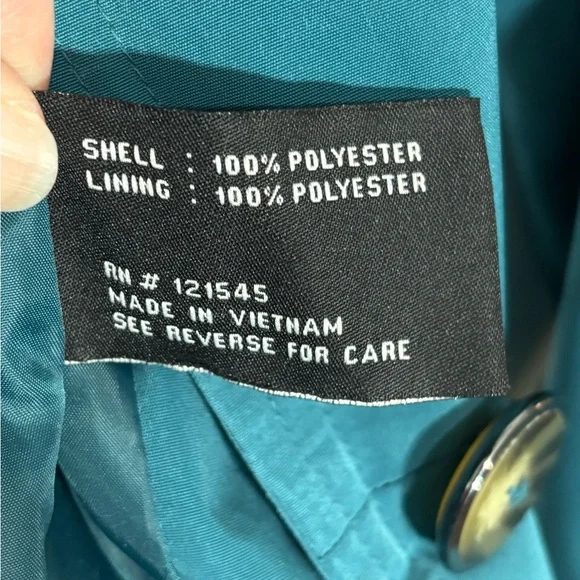 SHELL : 100% POLYESTER
LINING : 100% POLYESTER
RN # 121545
MADE IN VIETNAM
SEE REVERSE FOR CARE